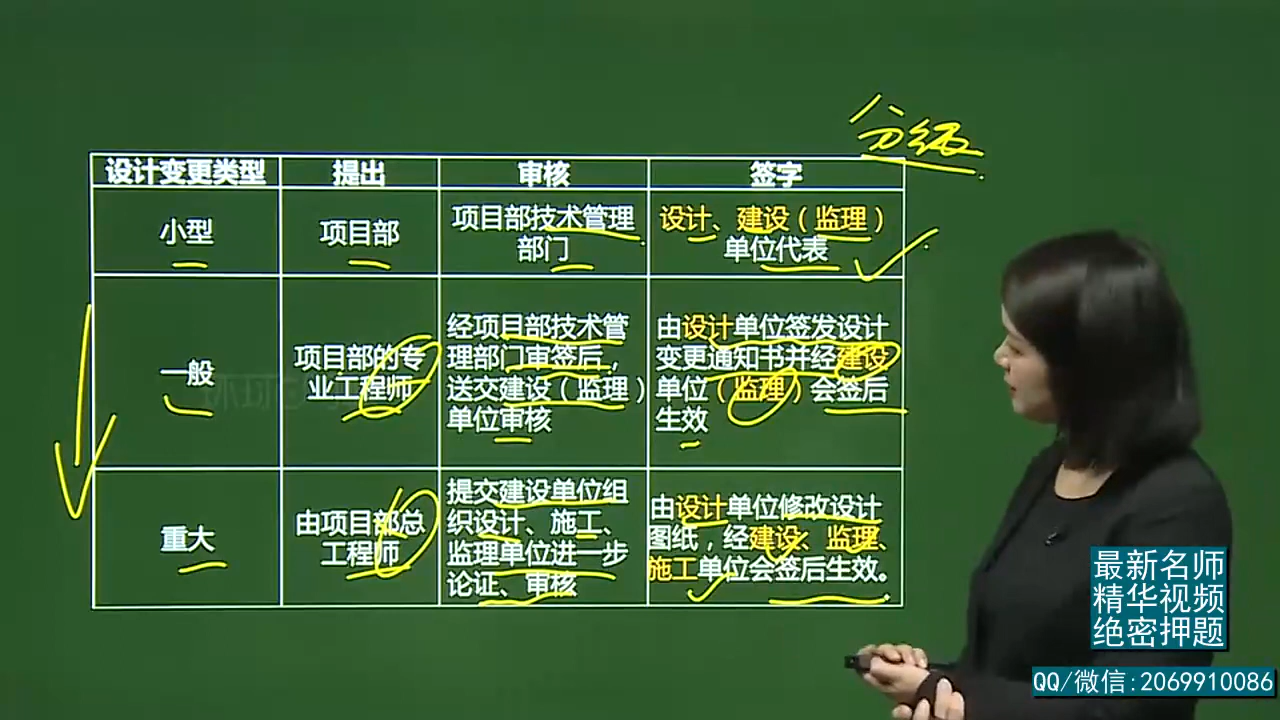 分级
设计变更类型 提出 审核 签字
小型 项目部 项目部技术管理 设计、建设（监理）
部门 单位代表
一般 项目部的专 经项目部技术管 由设计单位签发设计
业工程师 理部门审签后， 变更通知书并经建设
送交建设（监理） 单位（监理）会签后
单位审核 生效
重大 由项目部总 提交建设单位组 由设计单位修改设计
工程师 织设计、施工、 图纸，经建设、监理、
监理单位进一步 施工单位会签后生效。
论证、审核
最新名师
精华视频
绝密押题
QQ/微信:2069910086